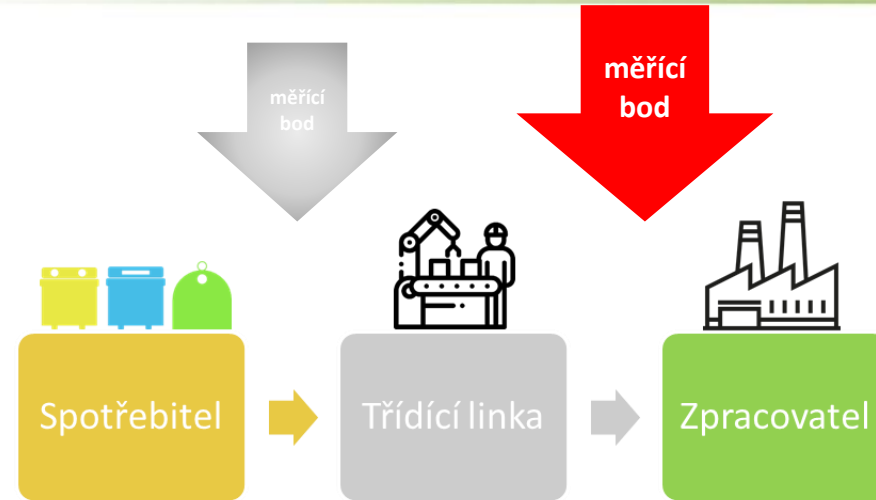 měřící
bod
měřící
bod
Spotřebitel
Třídící linka
Zpracovatel